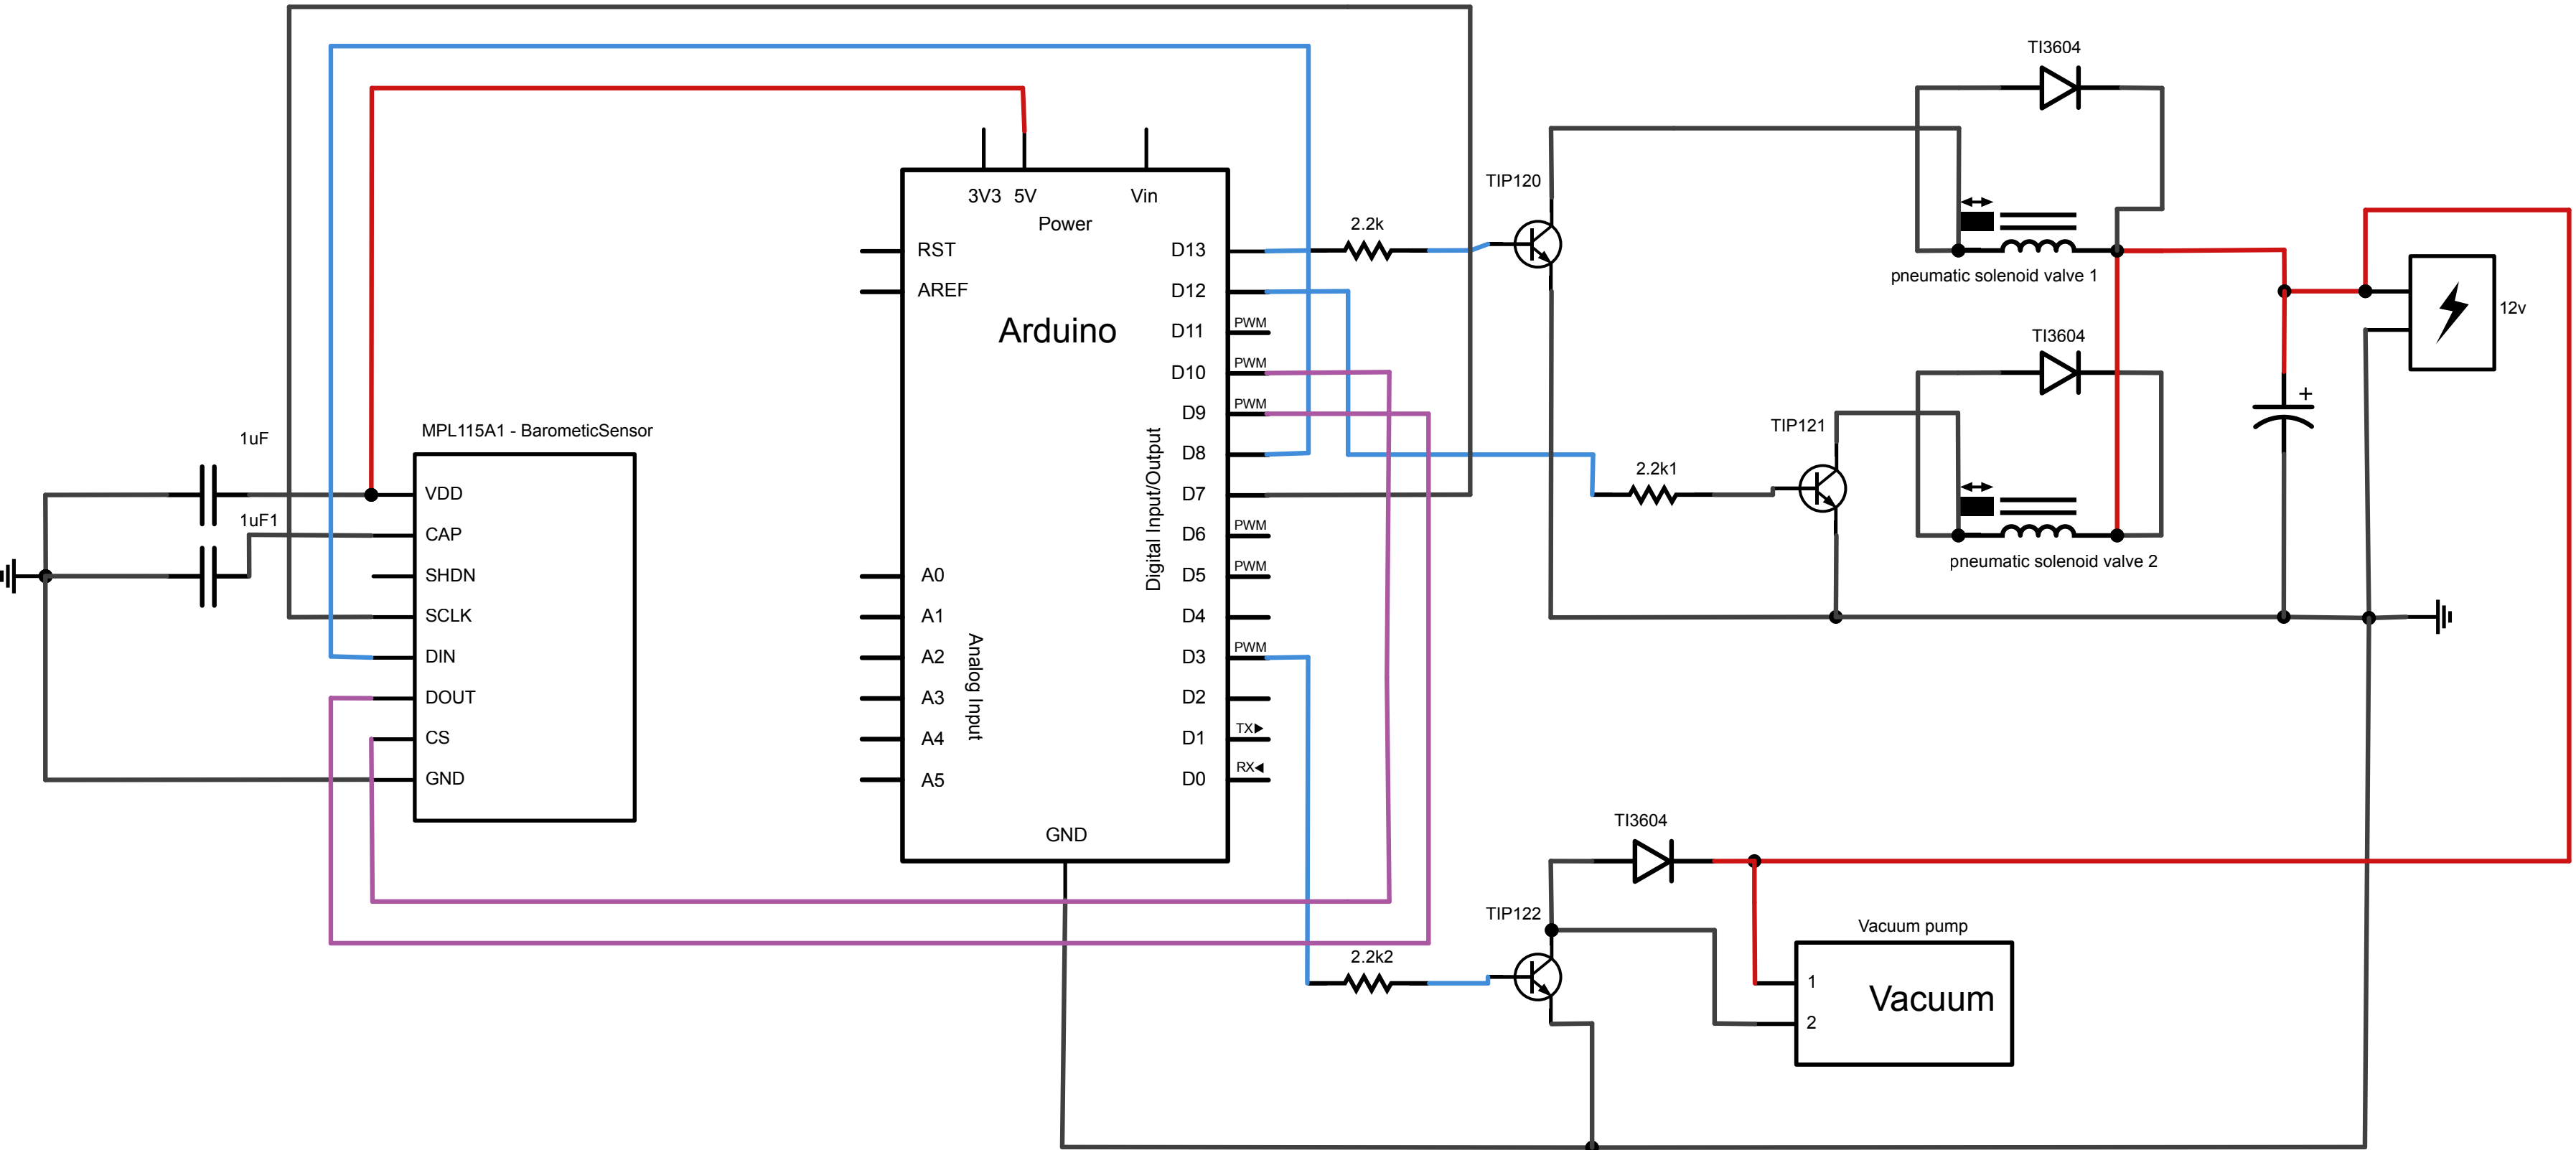 TI3604
TIP120
3V3 5V Vin
Power
2.2k
RST
D13
pneumatic solenoid valve 1
AREF
D12
12v
Arduino
D11 PWM
TI3604
D10 PWM
+
D9 PWM
TIP121
1uF
MPL115A1 - BarometicSensor
D8
2.2k1
VDD
D7
1uF1
CAP
D6 PWM
pneumatic solenoid valve 2
SHDN
A0
Digital Input/Output
D5 PWM
SCLK
A1
D4
DIN
A2
Analog Input
D3 PWM
DOUT
A3
D2
CS
A4
D1 TX
GND
A5
D0 RX
GND
TI3604
TIP122
Vacuum pump
2.2k2
1
Vacuum
2